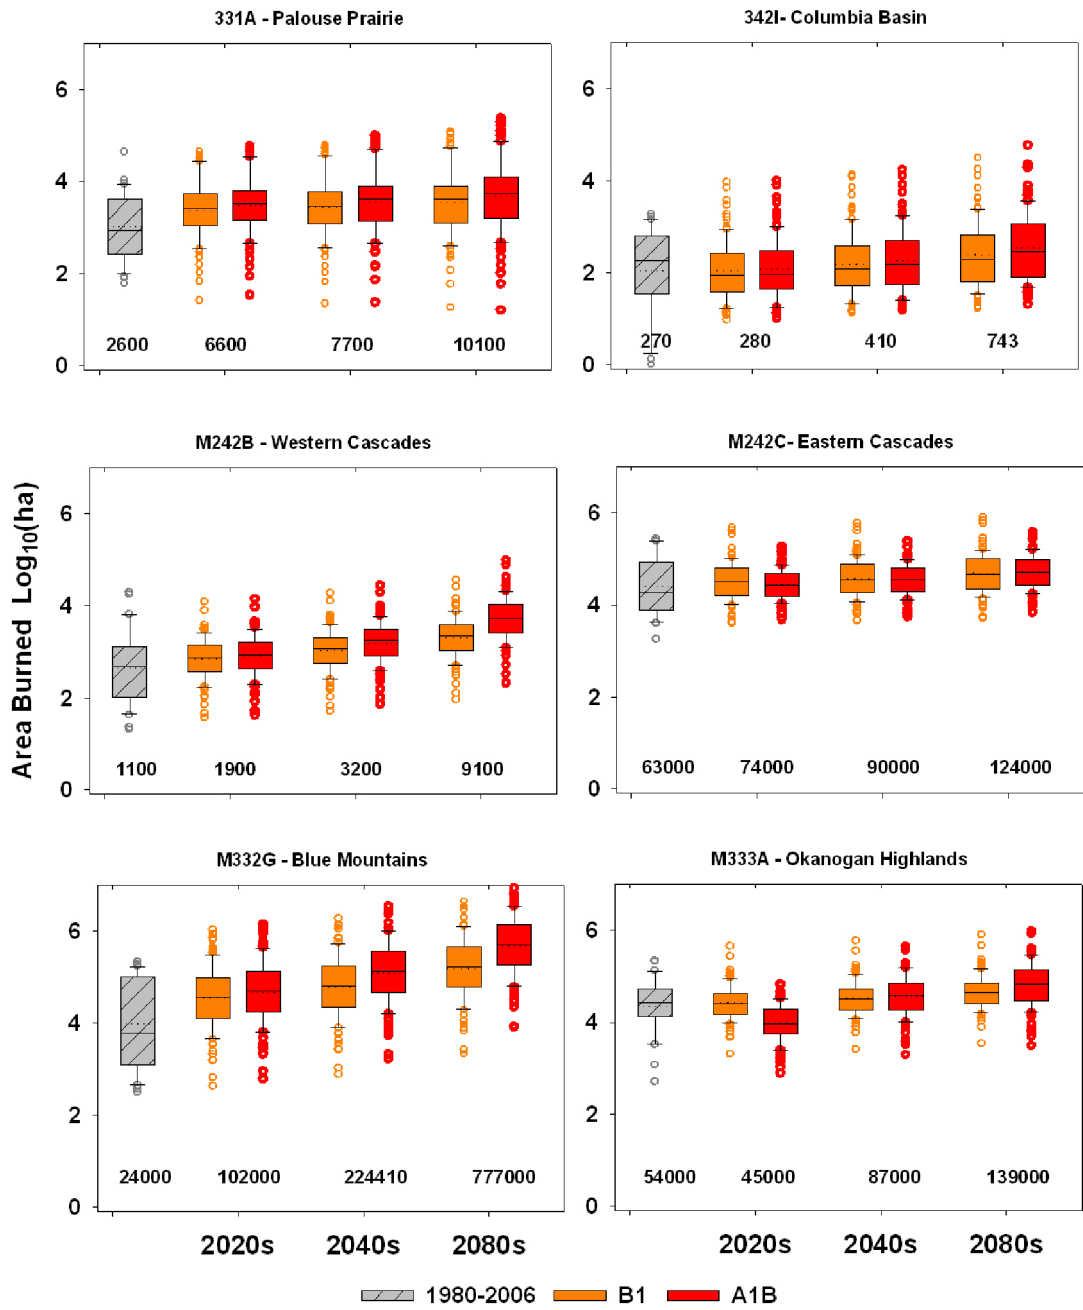 331A - Palouse Prairie
342I- Columbia Basin
6
4
2
0
2600 6600 7700 10100
6
4
2
0
270 280 410 743
M242B - Western Cascades
M242C- Eastern Cascades
Area Burned Log10(ha)
6
4
2
0
1100 1900 3200 9100
6
4
2
0
63000 74000 90000 124000
M332G - Blue Mountains
M333A - Okanogan Highlands
6
4
2
0
24000 102000 224410 777000
6
4
2
0
54000 45000 87000 139000
2020s 2040s 2080s
2020s 2040s 2080s
1980-2006 B1 A1B